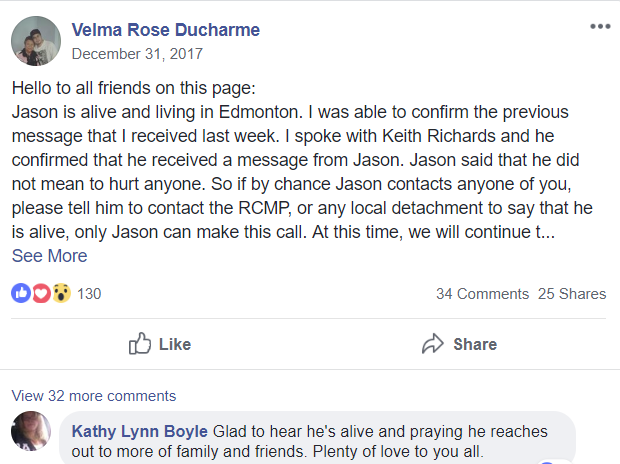 Velma Rose Ducharme
December 31, 2017
Hello to all friends on this page:
Jason is alive and living in Edmonton. I was able to confirm the previous
message that I received last week. I spoke with Keith Richards and he
confirmed that he received a message from Jason. Jason said that he did
not mean to hurt anyone. So if by chance Jason contacts anyone of you,
please tell him to contact the RCMP, or any local detachment to say that he
is alive, only Jason can make this call. At this time, we will continue t...
See More
130
34 Comments 25 Shares
Like
Share
View 32 more comments
Kathy Lynn Boyle Glad to hear he's alive and praying he reaches
out to more of family and friends. Plenty of love to you all.